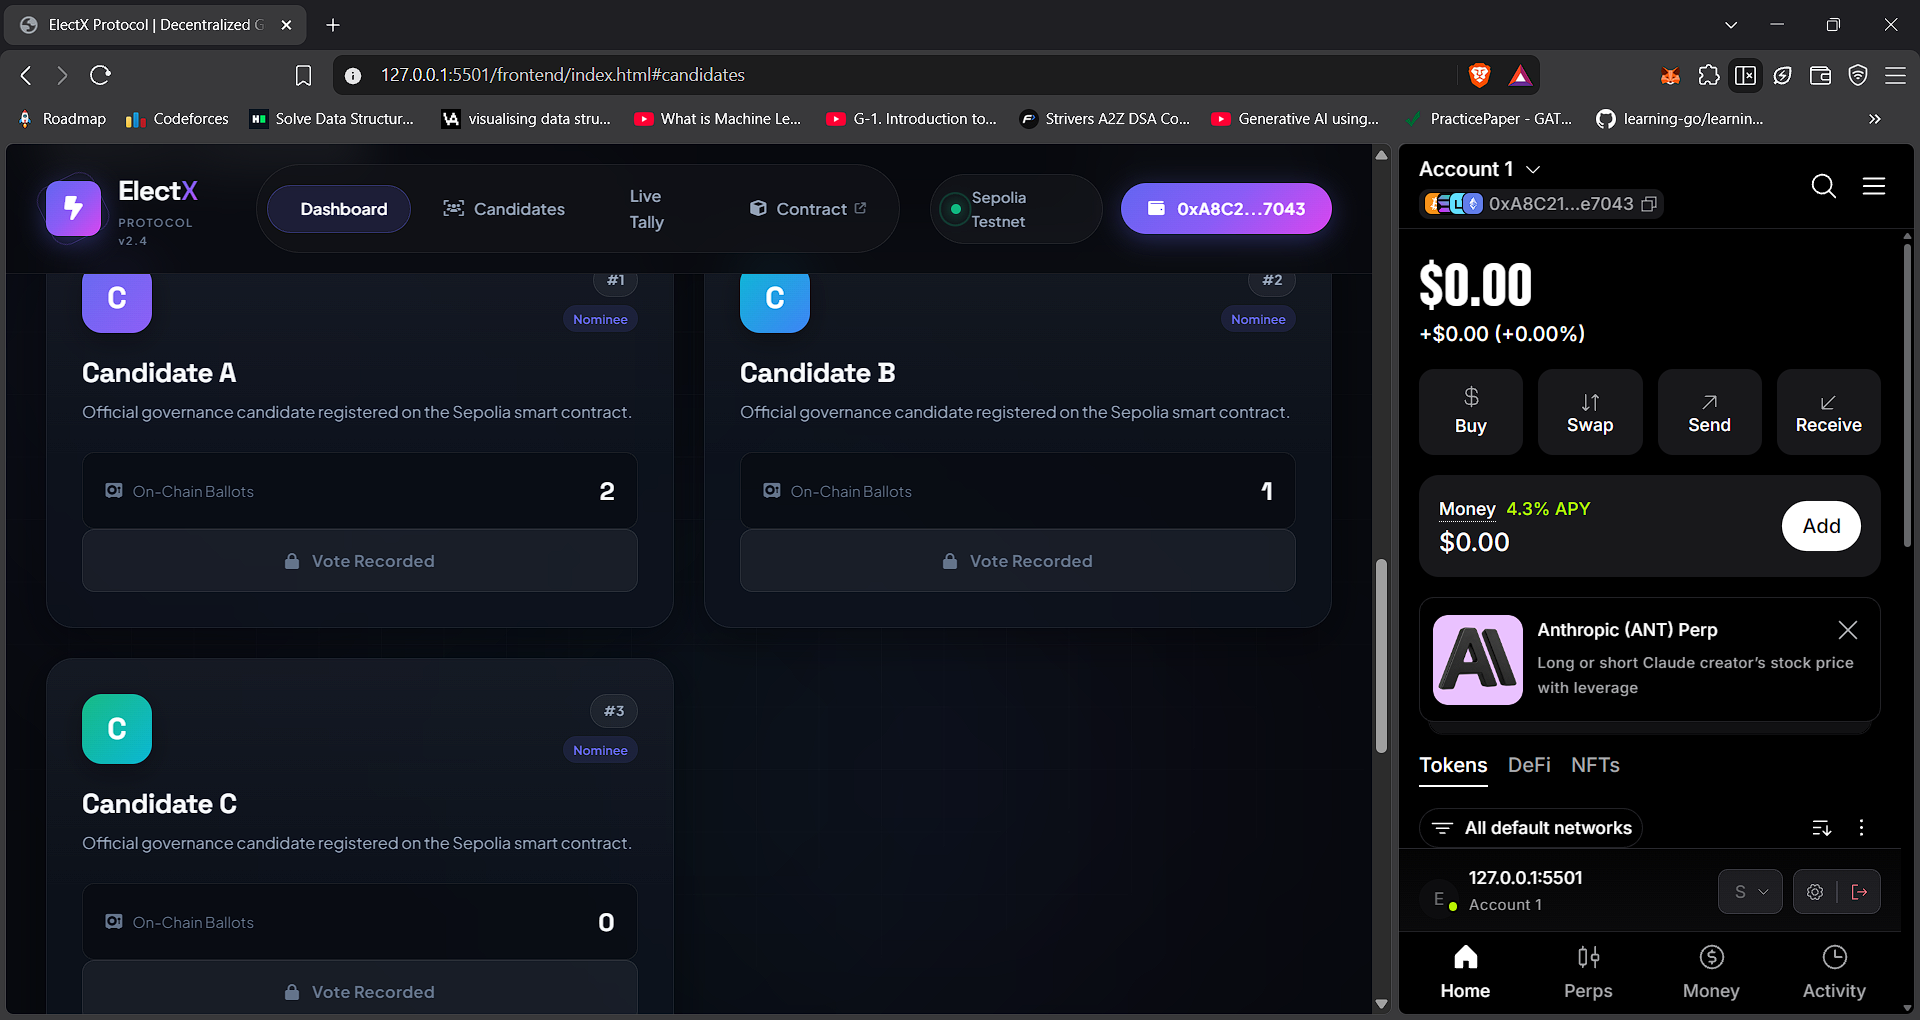 ElectX Protocol | Decentralized G
127.0.0.1:5501/frontend/index.html#candidates
Roadmap
Codeforces
Solve Data Structur...
visualising data stru...
What is Machine Le...
G-1. Introduction to...
Strivers A2Z DSA Co...
Generative AI using...
PracticePaper - GAT...
learning-go/learnin...
ElectX
PROTOCOL
v2.4
Dashboard
Candidates
Live
Tally
Contract
Sepolia
Testnet
0xA8C2...7043
C
#1
Nominee
Candidate A
Official governance candidate registered on the Sepolia smart contract.
On-Chain Ballots
2
Vote Recorded
C
#2
Nominee
Candidate B
Official governance candidate registered on the Sepolia smart contract.
On-Chain Ballots
1
Vote Recorded
C
#3
Nominee
Candidate C
Official governance candidate registered on the Sepolia smart contract.
On-Chain Ballots
0
Vote Recorded
Account 1
0xA8C21...e7043
$0.00
+$0.00 (+0.00%)
Buy
Swap
Send
Receive
Money 4.3% APY
$0.00
Add
Anthropic (ANT) Perp
Long or short Claude creator's stock price
with leverage
Tokens
DeFi
NFTs
All default networks
E
127.0.0.1:5501
Account 1
S
Home
Perps
Money
Activity